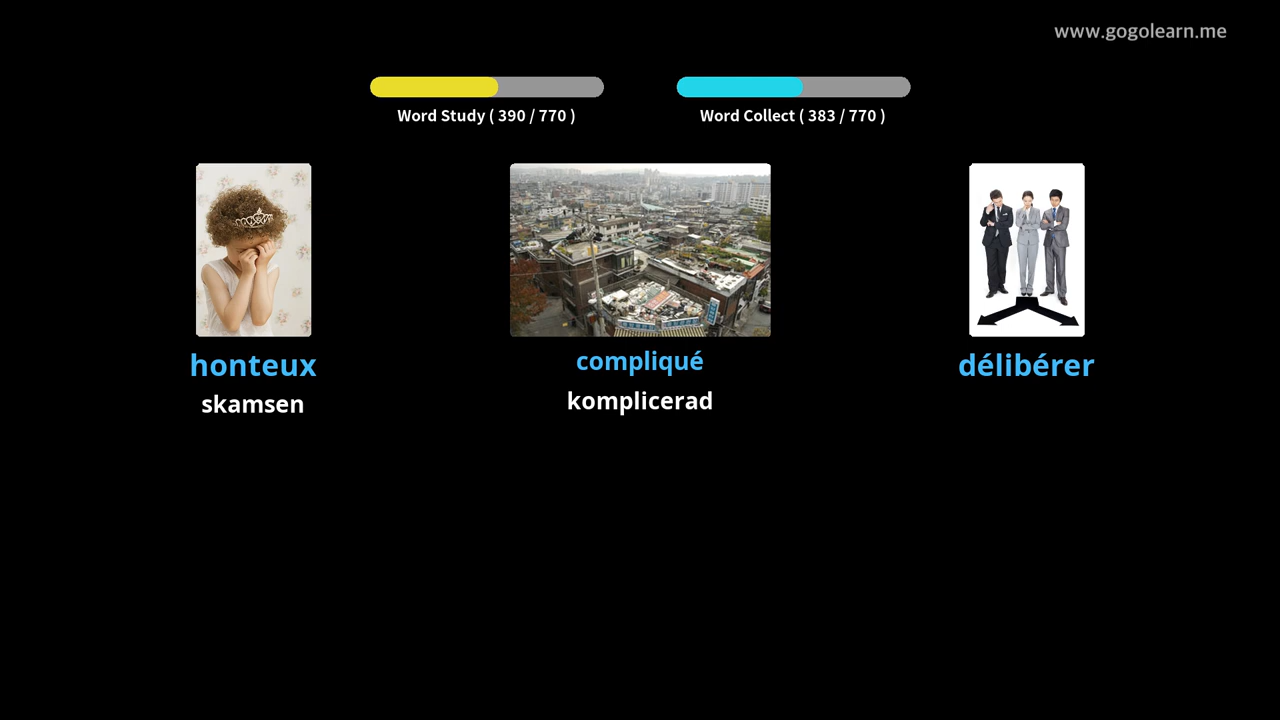 www.gogolearn.me
Word Study ( 390 / 770 )
Word Collect ( 383 / 770 )
honteux
skamsen
compliqué
komplicerad
délibérer